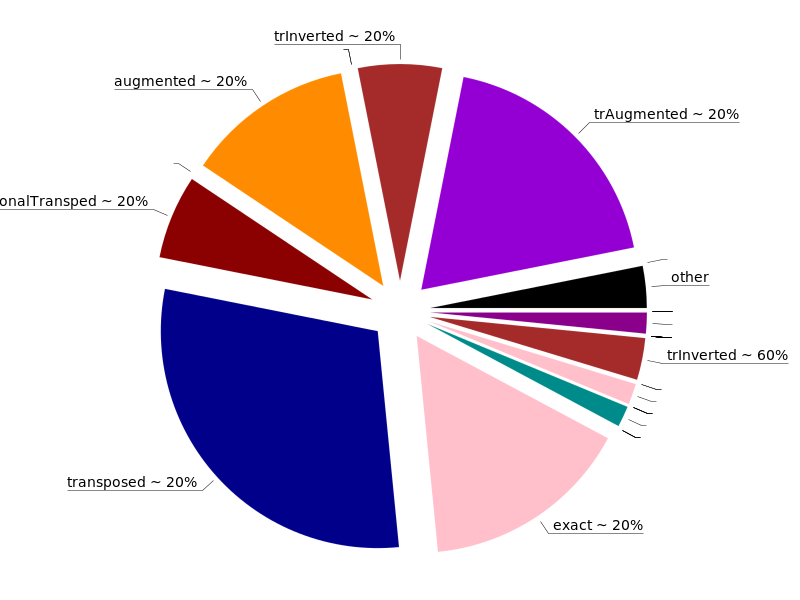 trInverted ~ 20%
augmented ~ 20%
trAugmented ~ 20%
onalTransped ~ 20%
other
trInverted ~ 60%
transposed ~ 20%
exact ~ 20%